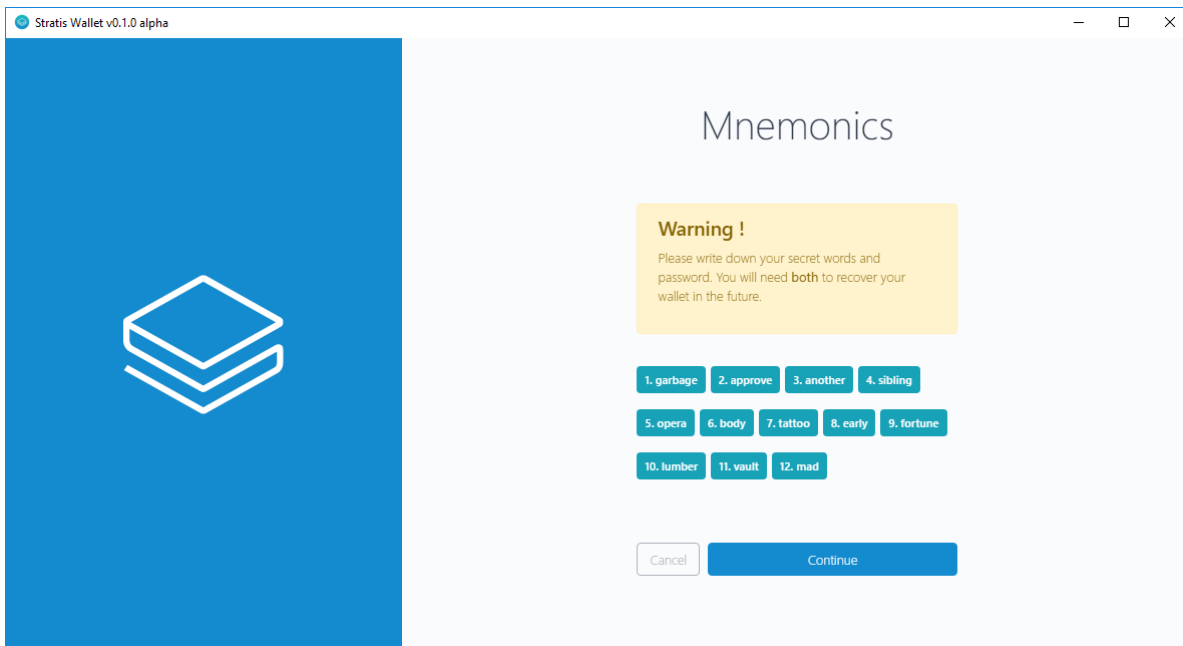 Stratis Wallet v0.1.0 alpha
Mnemonics
Warning !
Please write down your secret words and
password. You will need both to recover your
wallet in the future.
1. garbage 2. approve 3. another 4. sibling
5. opera 6. body 7. tattoo 8. early 9. fortune
10. lumber 11. vault 12. mad
Cancel Continue